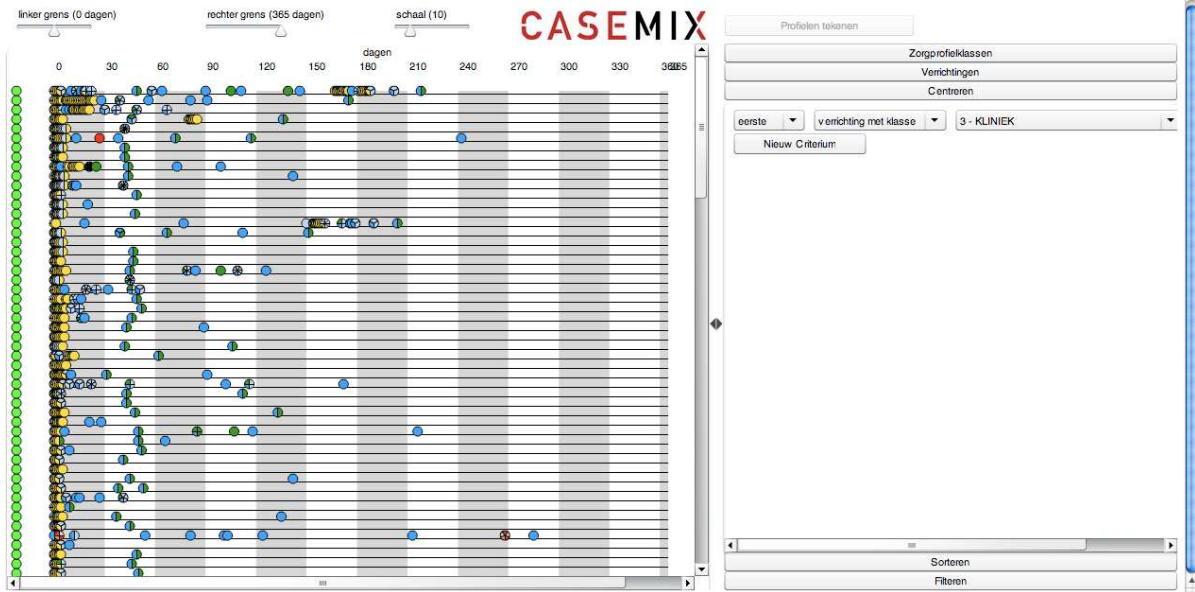 linker grens (0 dagen) rechter grens (365 dagen) schaal (10)
CASEMIX
dagen
0 30 60 90 120 150 180 210 240 270 300 330 360 365
Profielen tekenen
Zorgprofielklassen
Verrichtingen
Centreren
eerste verrichting met klasse 3 - KLINIEK
Nieuw Criterium
Sorteren
Filteren